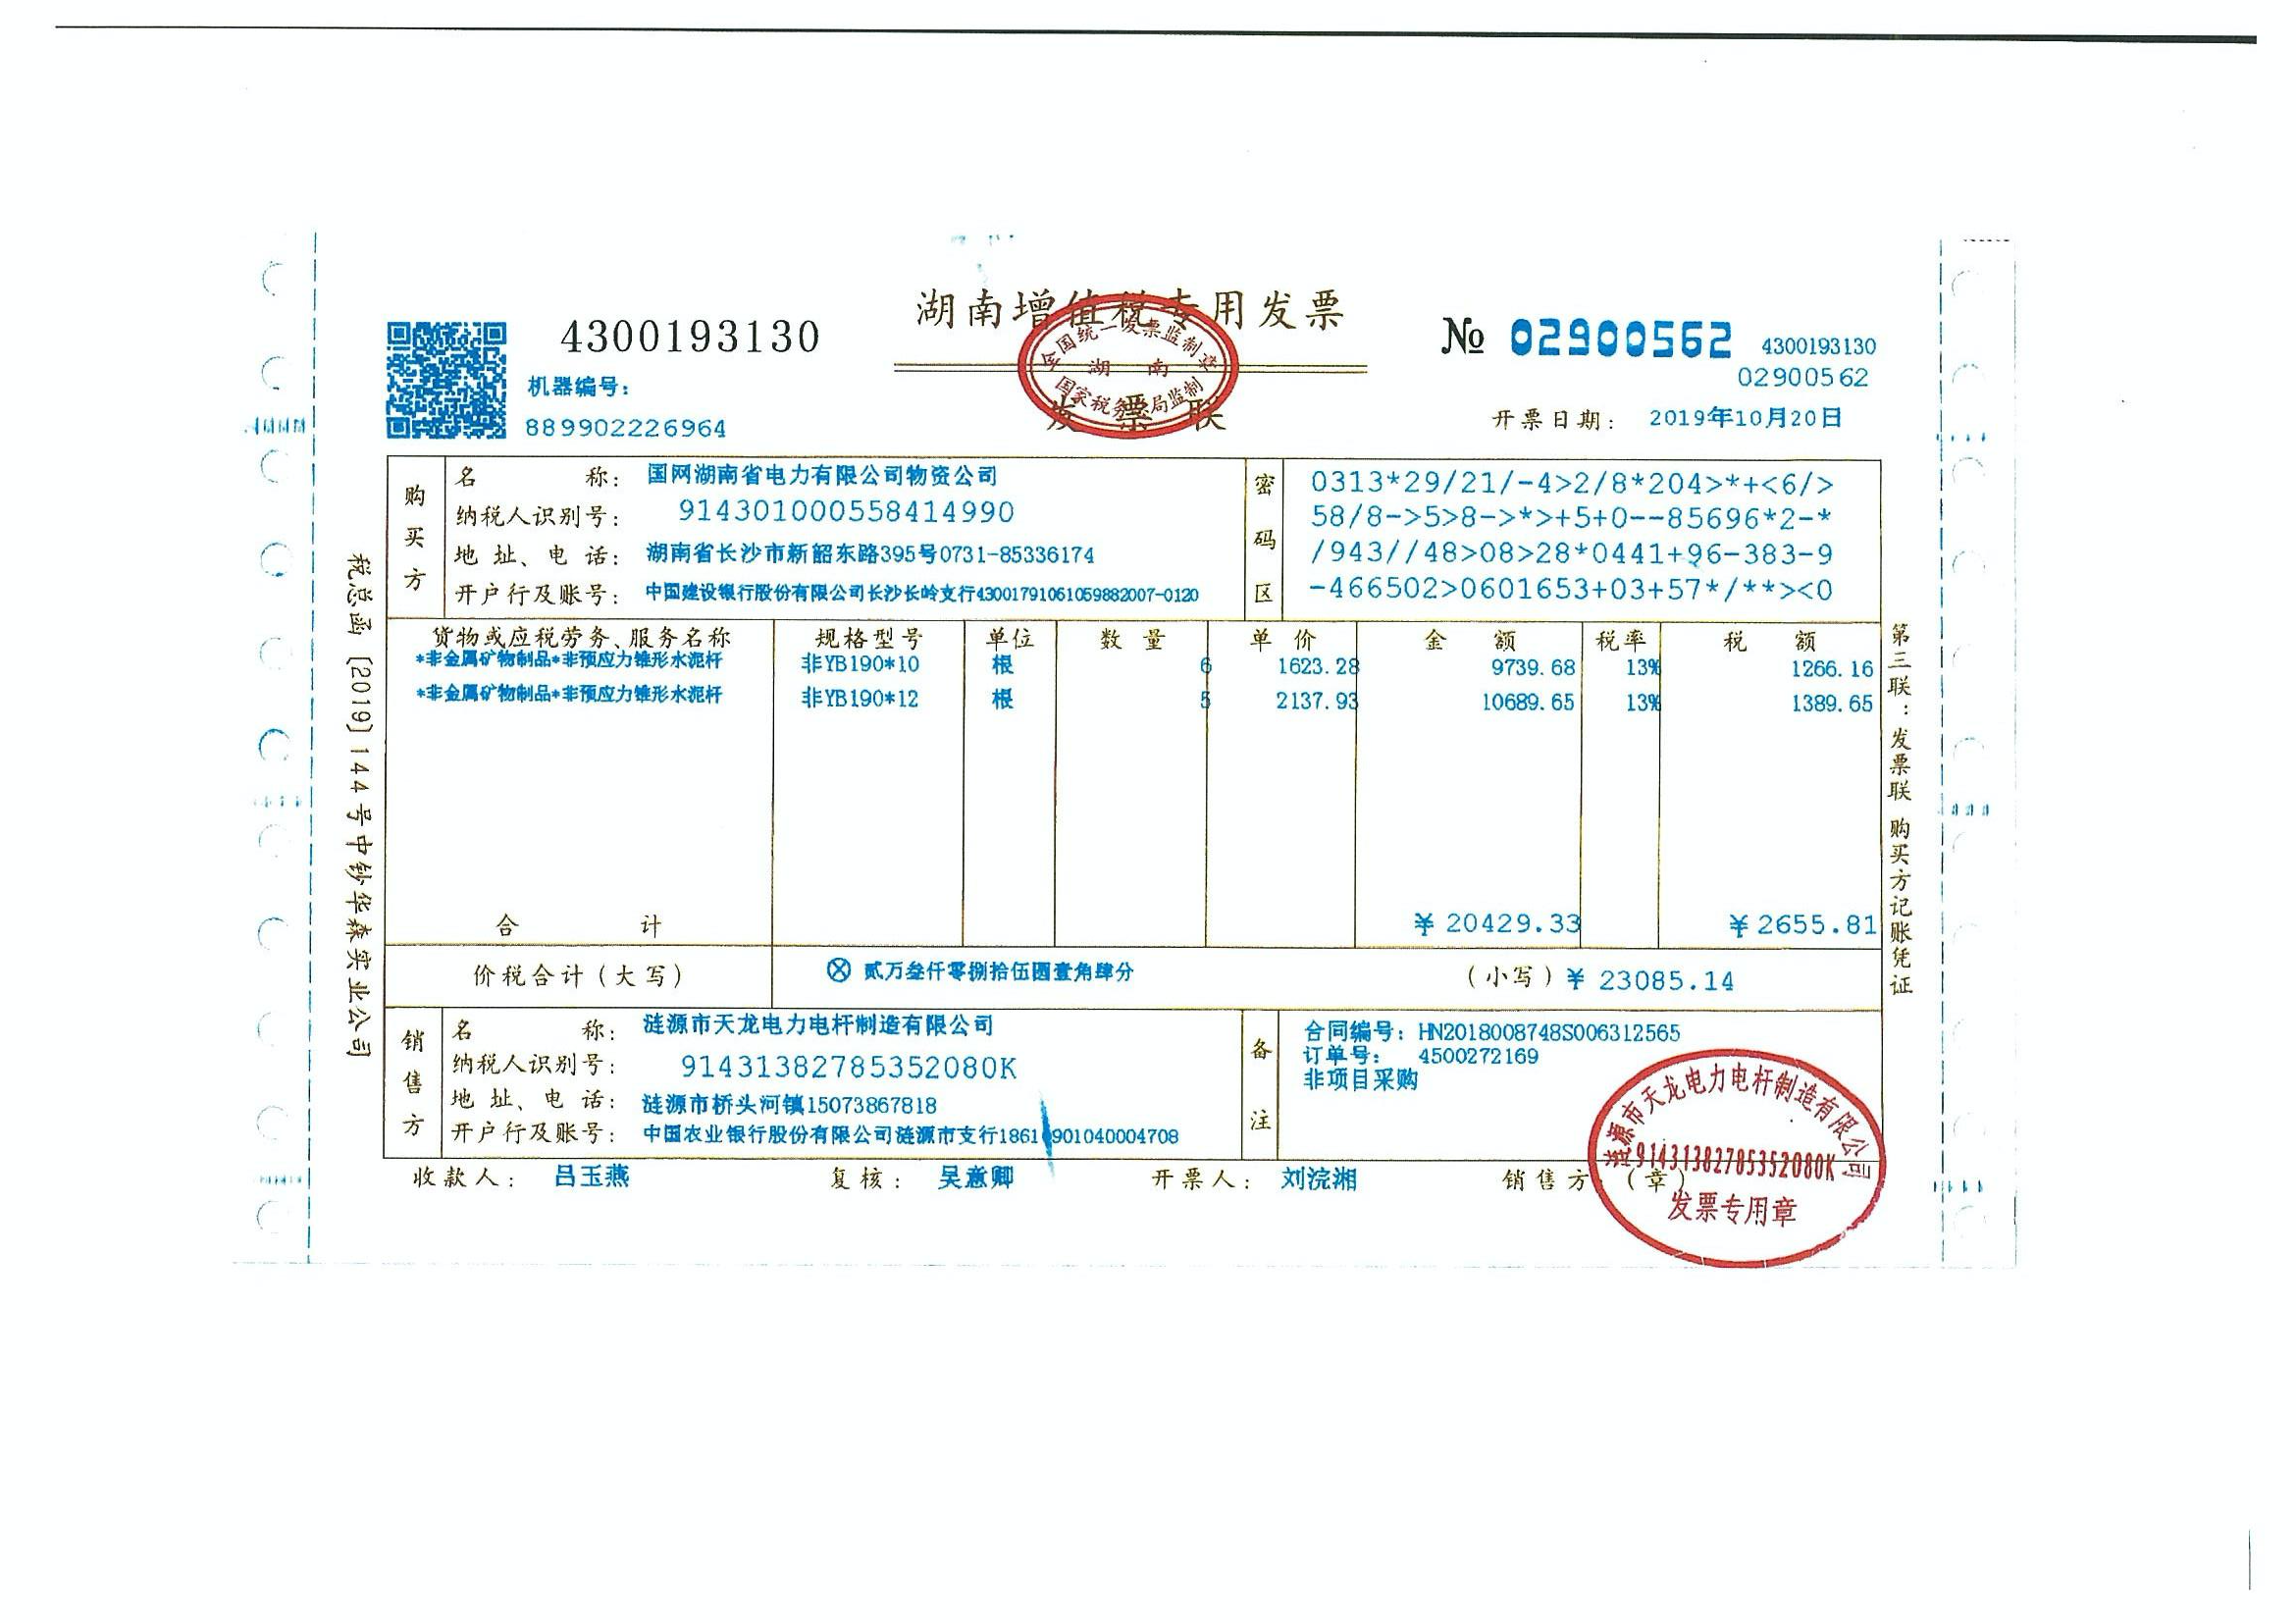 湖南增值税专用发票
发票联
全国统一发票监制章
湖南
国家税务总局监制
4300193130
机器编号:
889902226964
№ 02900562
4300193130
02900562
开票日期: 2019年10月20日
购买方
名称: 国网湖南省电力有限公司物资公司
纳税人识别号: 914301000558414990
地址、电话: 湖南省长沙市新韶东路395号0731-85336174
开户行及账号: 中国建设银行股份有限公司长沙长岭支行43001791061059882007-0120
密码区
0313*29/21/-4>2/8*204>*+<6/>
58/8->5>8->*>+5+0--85696*2-*
/943//48>08>28*0441+96-383-9
-466502>0601653+03+57*/**><0
货物或应税劳务、服务名称 规格型号 单位 数量 单价 金额 税率 税额
*非金属矿物制品*非预应力锥形水泥杆 非YB190*10 根 6 1623.28 9739.68 13% 1266.16
*非金属矿物制品*非预应力锥形水泥杆 非YB190*12 根 5 2137.93 10689.65 13% 1389.65
合计 ¥20429.33 ¥2655.81
价税合计(大写) ⊗贰万叁仟零捌拾伍圆壹角肆分 (小写)¥23085.14
销售方
名称: 涟源市天龙电力电杆制造有限公司
纳税人识别号: 91431382785352080K
地址、电话: 涟源市桥头河镇15073867818
开户行及账号: 中国农业银行股份有限公司涟源市支行1861 901040004708
备注
合同编号: HN2018008748S006312565
订单号: 4500272169
非项目采购
收款人: 吕玉燕 复核: 吴意卿 开票人: 刘浣湘 销售方:(章)
涟源市天龙电力电杆制造有限公司
91431382785352080K
发票专用章
税总函〔2019〕144号中钞华森实业公司
第三联:发票联 购买方记账凭证